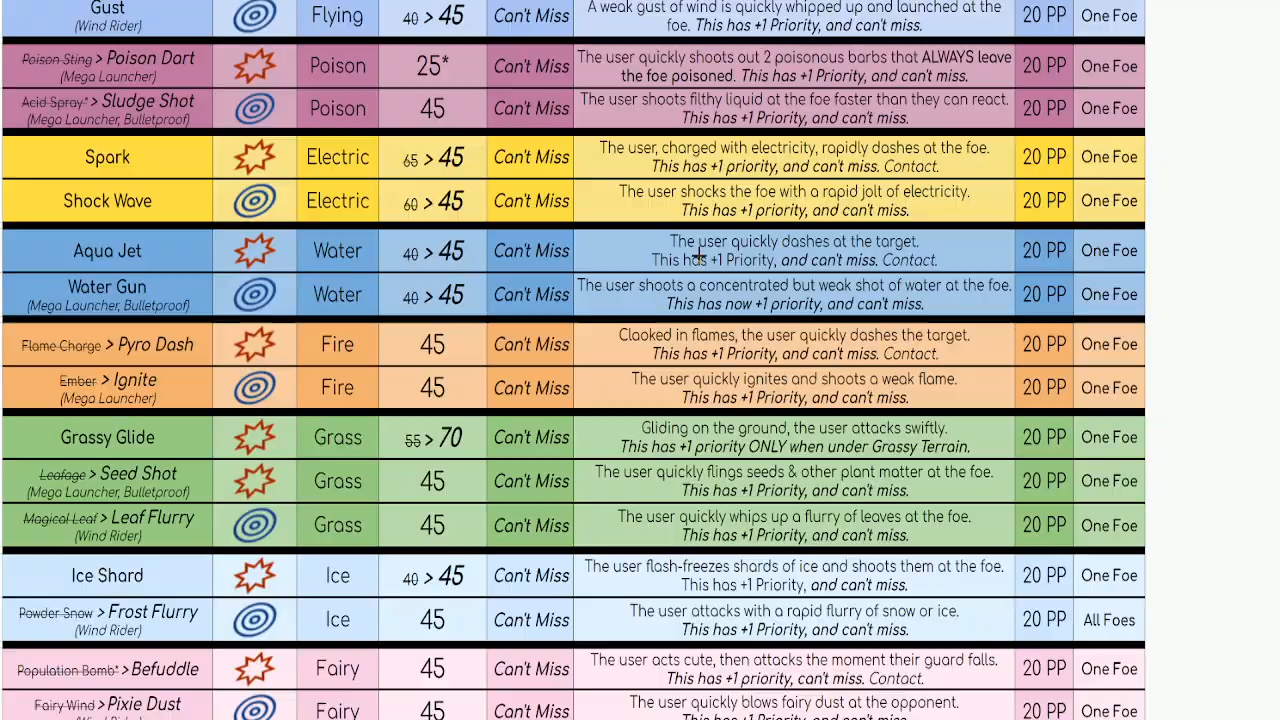 Gust
(Wind Rider)
Flying
40 > 45
Can't Miss
A weak gust of wind is quickly whipped up and launched at the
foe. This has +1 Priority, and can't miss.
20 PP
One Foe
Poison Sting > Poison Dart
(Mega Launcher)
Poison
25*
Can't Miss
The user quickly shoots out 2 poisonous barbs that ALWAYS leave
the foe poisoned. This has +1 Priority, and can't miss.
20 PP
One Foe
Acid Spray* > Sludge Shot
(Mega Launcher, Bulletproof)
Poison
45
Can't Miss
The user shoots filthy liquid at the foe faster than they can react.
This has +1 Priority, and can't miss.
20 PP
One Foe
Spark
Electric
65 > 45
Can't Miss
The user, charged with electricity, rapidly dashes at the foe.
This has +1 priority, and can't miss. Contact.
20 PP
One Foe
Shock Wave
Electric
60 > 45
Can't Miss
The user shocks the foe with a rapid jolt of electricity.
This has +1 priority, and can't miss.
20 PP
One Foe
Aqua Jet
Water
40 > 45
Can't Miss
The user quickly dashes at the target.
This has +1 Priority, and can't miss. Contact.
20 PP
One Foe
Water Gun
(Mega Launcher, Bulletproof)
Water
40 > 45
Can't Miss
The user shoots a concentrated but weak shot of water at the foe.
This has now +1 priority, and can't miss.
20 PP
One Foe
Flame Charge > Pyro Dash
Fire
45
Can't Miss
Claoked in flames, the user quickly dashes the target.
This has +1 Priority, and can't miss. Contact.
20 PP
One Foe
Ember > Ignite
(Mega Launcher)
Fire
45
Can't Miss
The user quickly ignites and shoots a weak flame.
This has +1 Priority, and can't miss.
20 PP
One Foe
Grassy Glide
Grass
55 > 70
Can't Miss
Gliding on the ground, the user attacks swiftly.
This has +1 priority ONLY when under Grassy Terrain.
20 PP
One Foe
Leafage > Seed Shot
(Mega Launcher, Bulletproof)
Grass
45
Can't Miss
The user quickly flings seeds & other plant matter at the foe.
This has +1 Priority, and can't miss.
20 PP
One Foe
Magical Leaf > Leaf Flurry
(Wind Rider)
Grass
45
Can't Miss
The user quickly whips up a flurry of leaves at the foe.
This has +1 Priority, and can't miss.
20 PP
One Foe
Ice Shard
Ice
40 > 45
Can't Miss
The user flash-freezes shards of ice and shoots them at the foe.
This has +1 Priority, and can't miss.
20 PP
One Foe
Powder Snow > Frost Flurry
(Wind Rider)
Ice
45
Can't Miss
The user attacks with a rapid flurry of snow or ice.
This has +1 Priority, and can't miss.
20 PP
All Foes
Population Bomb* > Befuddle
Fairy
45
Can't Miss
The user acts cute, then attacks the moment their guard falls.
This has +1 priority, can't miss. Contact.
20 PP
One Foe
Fairy Wind > Pixie Dust
(Wind Rider)
Fairy
45
Can't Miss
The user quickly blows fairy dust at the opponent.
This has +1 Priority, and can't miss.
20 PP
One Foe